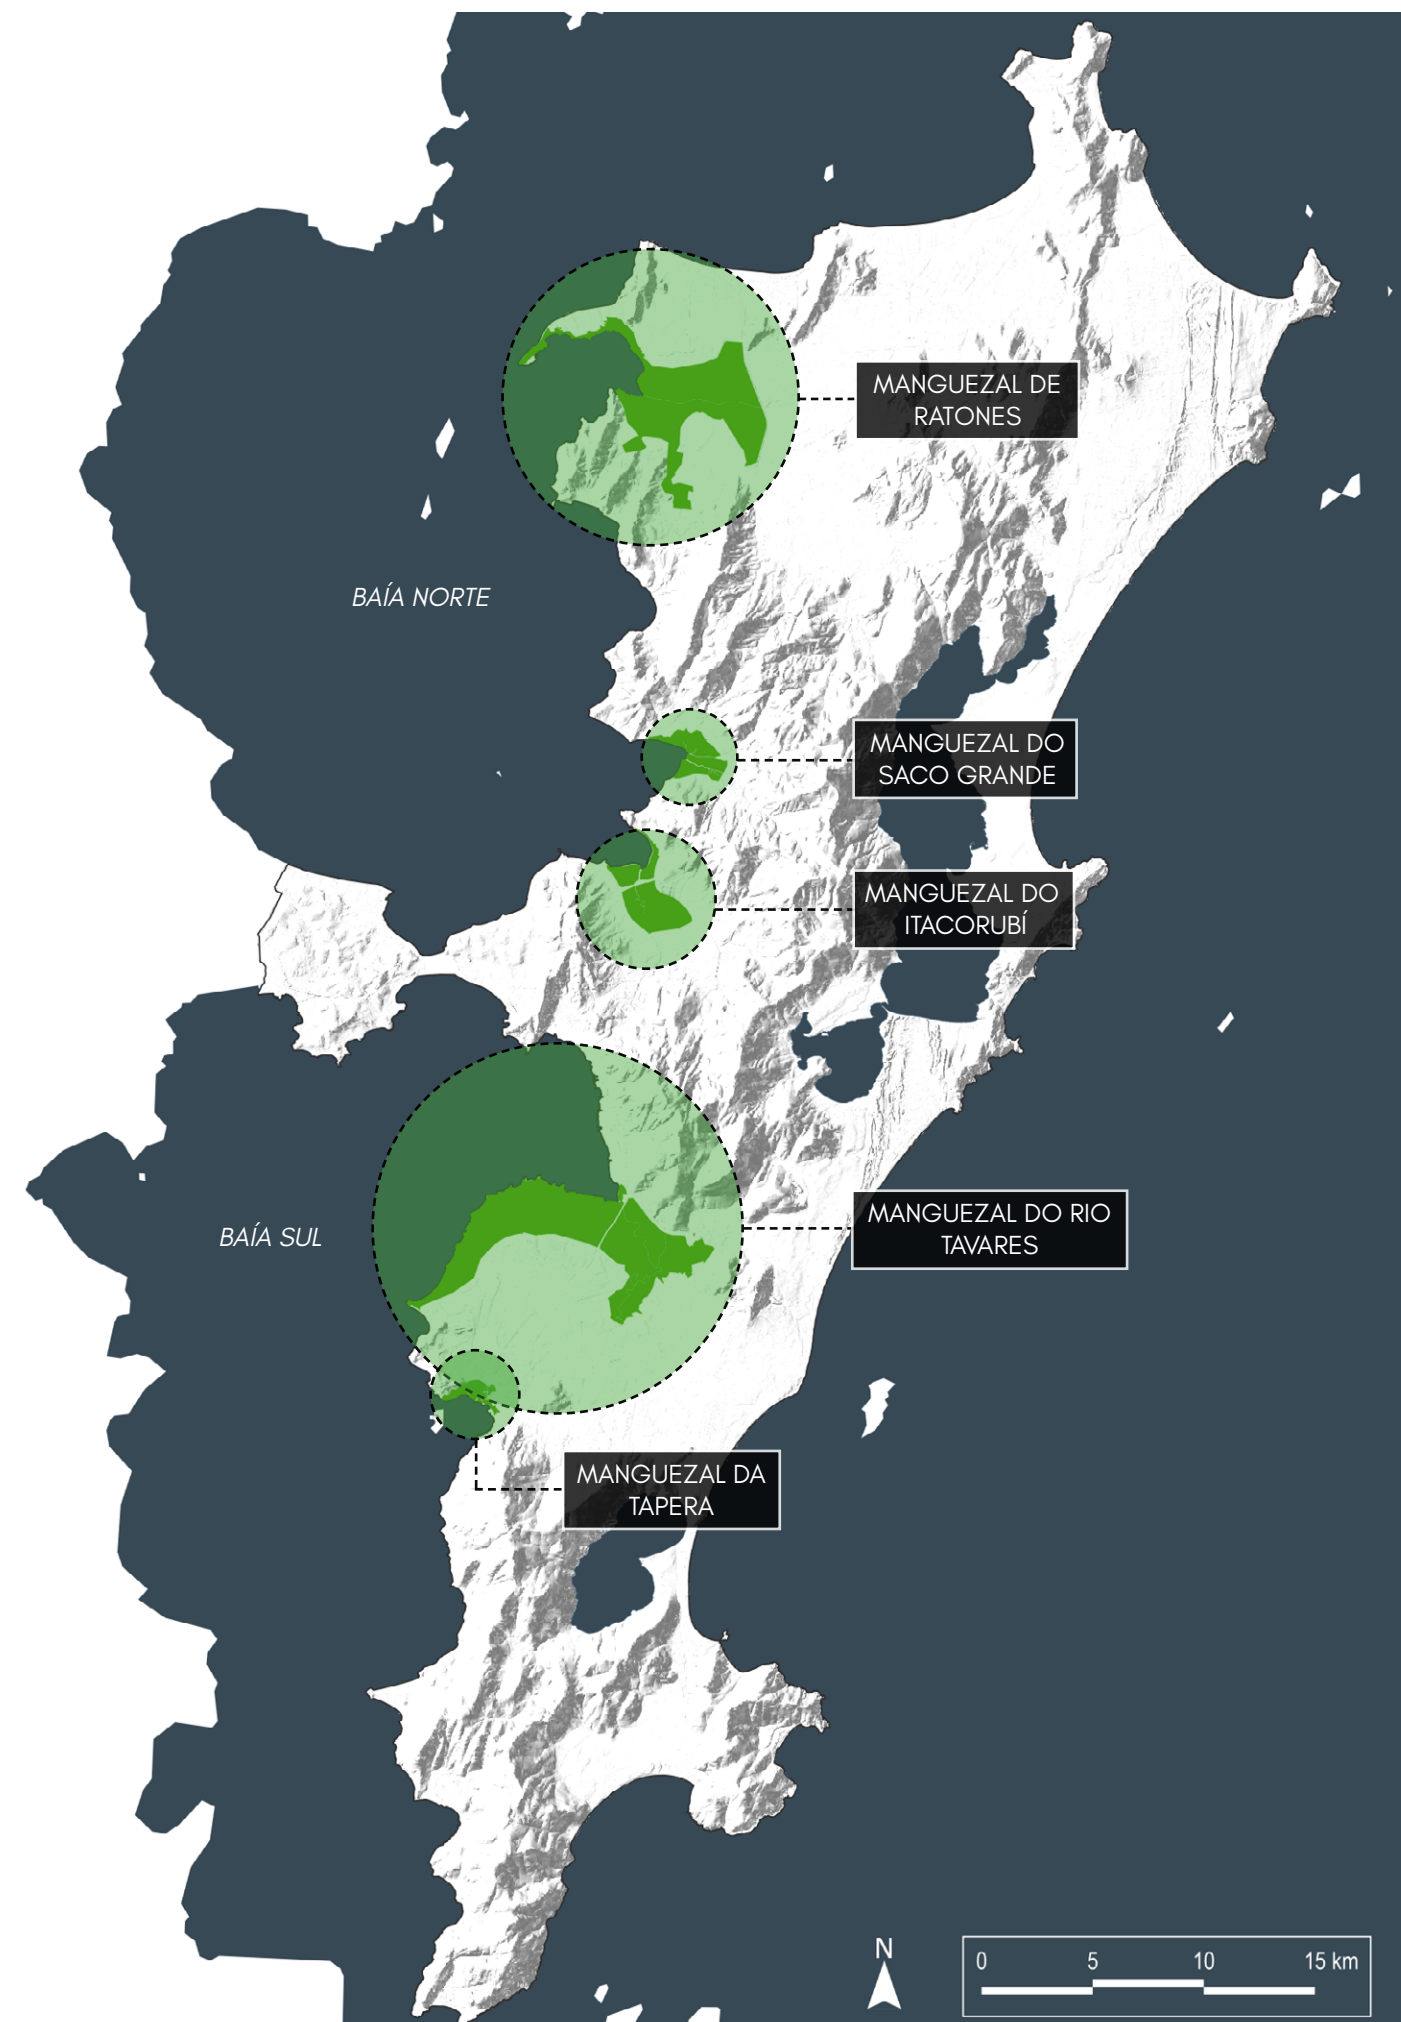 MANGUEZAL DE
RATONES
BAÍA NORTE
MANGUEZAL DO
SACO GRANDE
MANGUEZAL DO
ITACORUBÍ
MANGUEZAL DO RIO
TAVARES
BAÍA SUL
MANGUEZAL DA
TAPERA
N
0 5 10 15 km